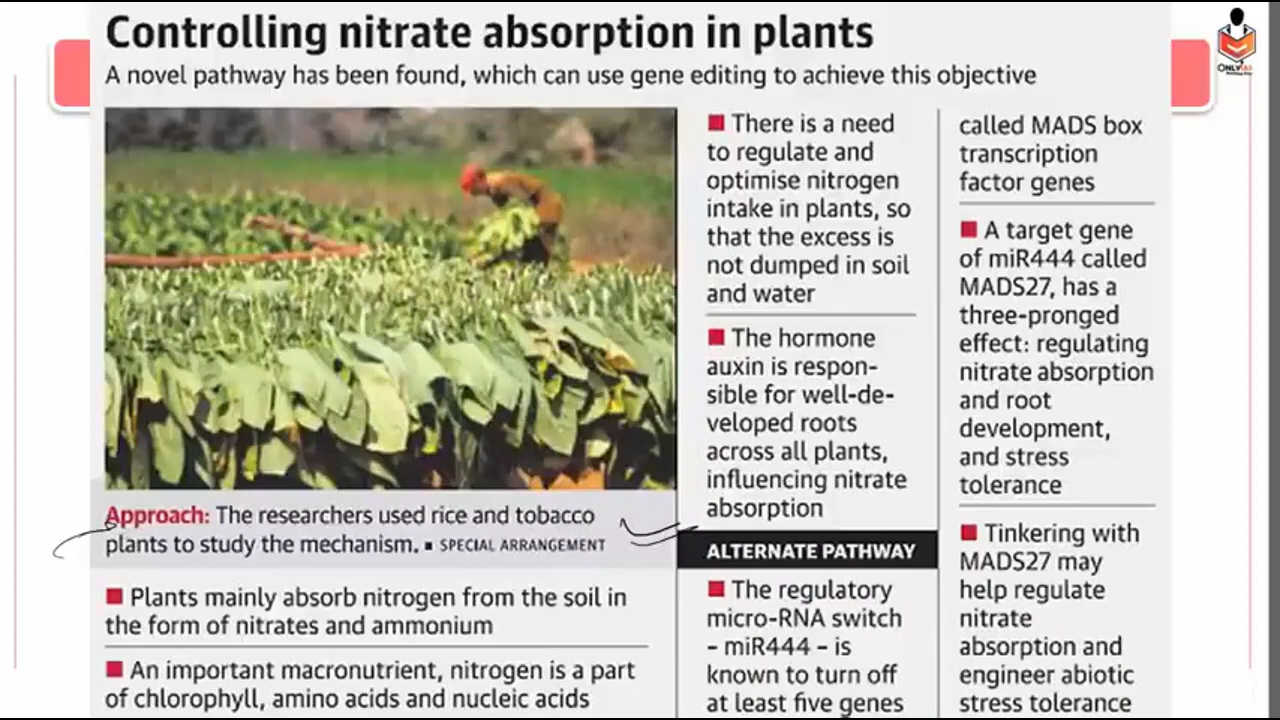 Controlling nitrate absorption in plants
A novel pathway has been found, which can use gene editing to achieve this objective
Approach: The researchers used rice and tobacco
plants to study the mechanism. ▪ SPECIAL ARRANGEMENT
■ Plants mainly absorb nitrogen from the soil in
the form of nitrates and ammonium
■ An important macronutrient, nitrogen is a part
of chlorophyll, amino acids and nucleic acids
■ There is a need
to regulate and
optimise nitrogen
intake in plants, so
that the excess is
not dumped in soil
and water
■ The hormone
auxin is respon-
sible for well-de-
veloped roots
across all plants,
influencing nitrate
absorption
ALTERNATE PATHWAY
■ The regulatory
micro-RNA switch
– miR444 – is
known to turn off
at least five genes
called MADS box
transcription
factor genes
■ A target gene
of miR444 called
MADS27, has a
three-pronged
effect: regulating
nitrate absorption
and root
development,
and stress
tolerance
■ Tinkering with
MADS27 may
help regulate
nitrate
absorption and
engineer abiotic
stress tolerance